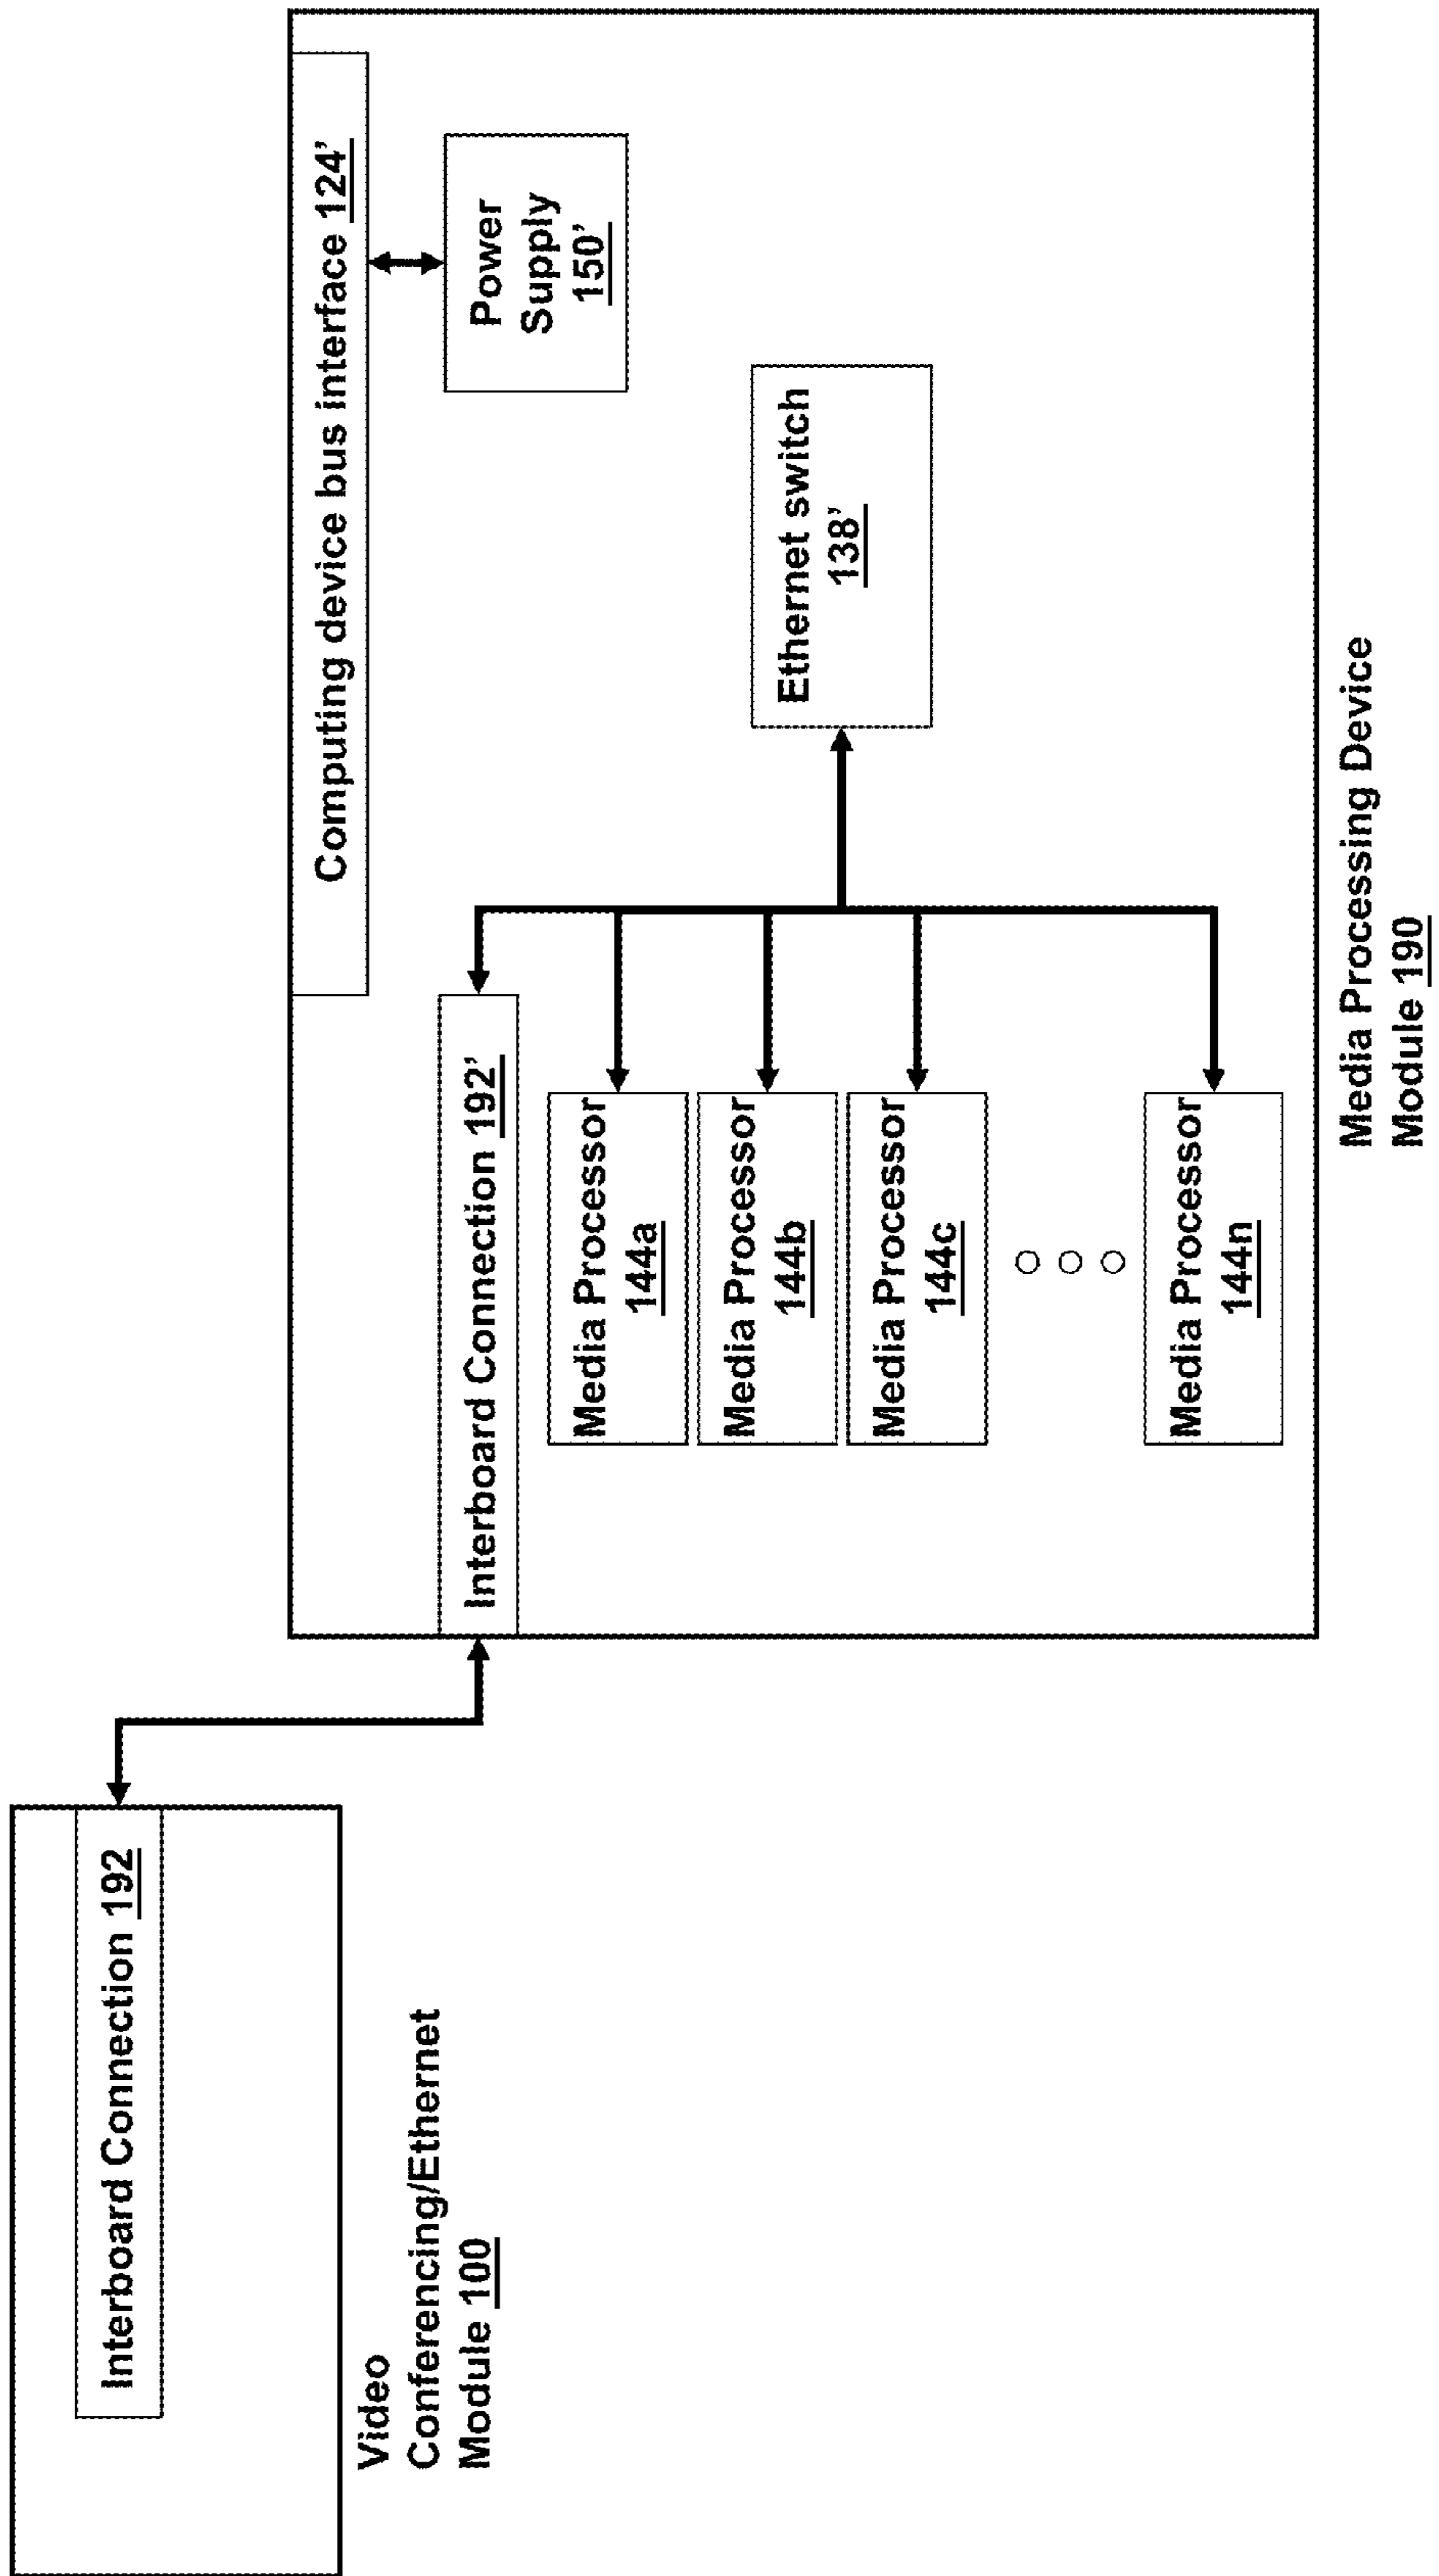 Interboard Connection 192
Video
Conferencing/Ethernet
Module 100
Computing device bus interface 124’
Power
Supply
150’
Interboard Connection 192’
Ethernet switch
138’
Media Processor
144a
Media Processor
144b
Media Processor
144c
Media Processor
144n
Media Processing Device
Module 190